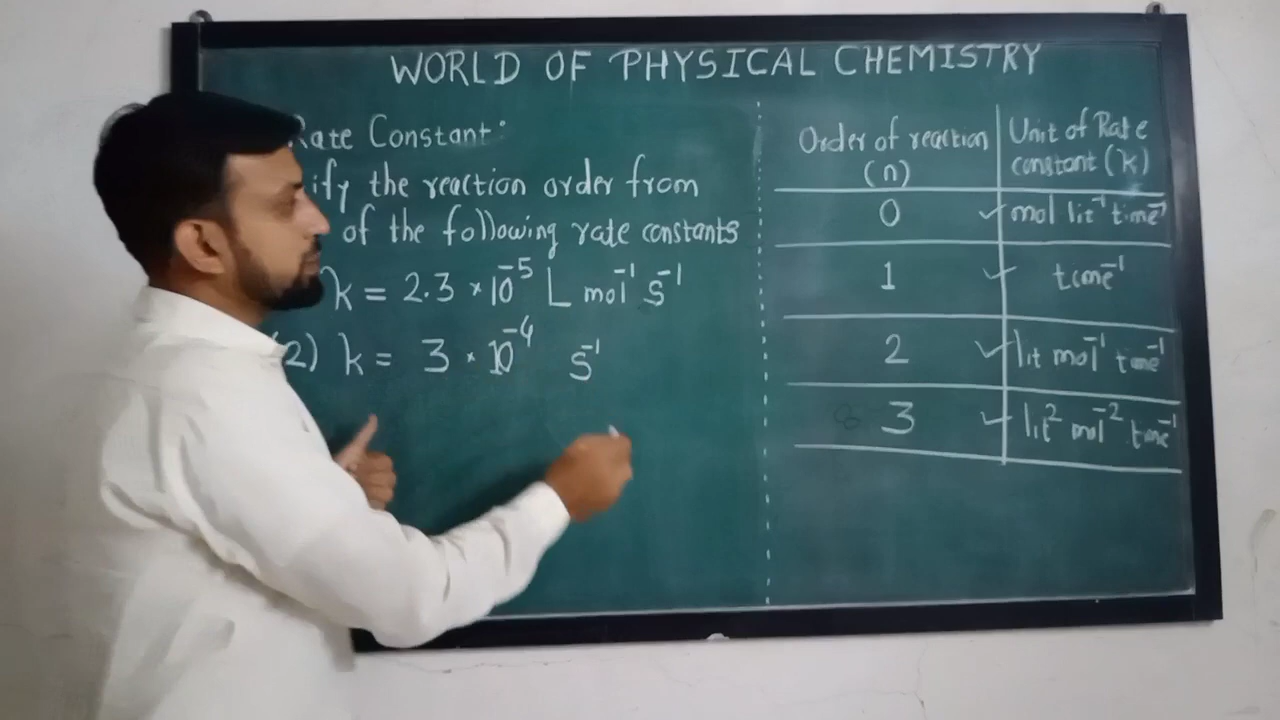 WORLD OF PHYSICAL CHEMISTRY
Rate Constant:
ify the reaction order from
of the following rate constants
k = 2.3 × 10⁻⁵ L mol⁻¹ s⁻¹
(2) k = 3 × 10⁻⁴ s⁻¹
Order of reaction (n) | Unit of Rate constant (k)
0 ✓ mol lit⁻¹ time⁻¹
1 ✓ time⁻¹
2 ✓ lit mol⁻¹ time⁻¹
3 ✓ lit² mol⁻² time⁻¹